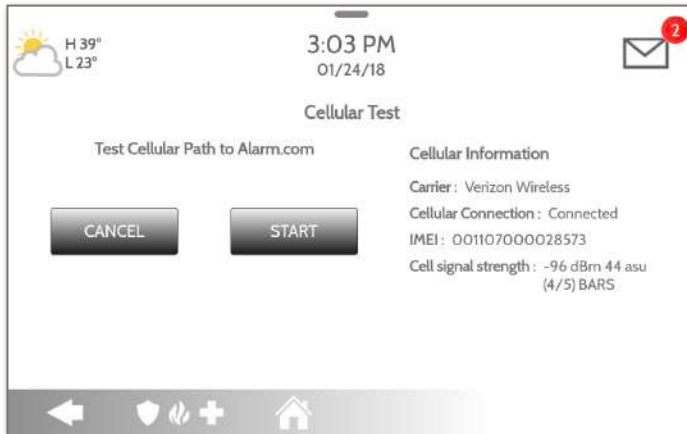 H 39°
L 23°
3:03 PM
01/24/18
2
Cellular Test
Test Cellular Path to Alarm.com
CANCEL
START
Cellular Information
Carrier : Verizon Wireless
Cellular Connection : Connected
IMEI : 001107000028573
Cell signal strength : -96 dBm 44 asu
(4/5) BARS